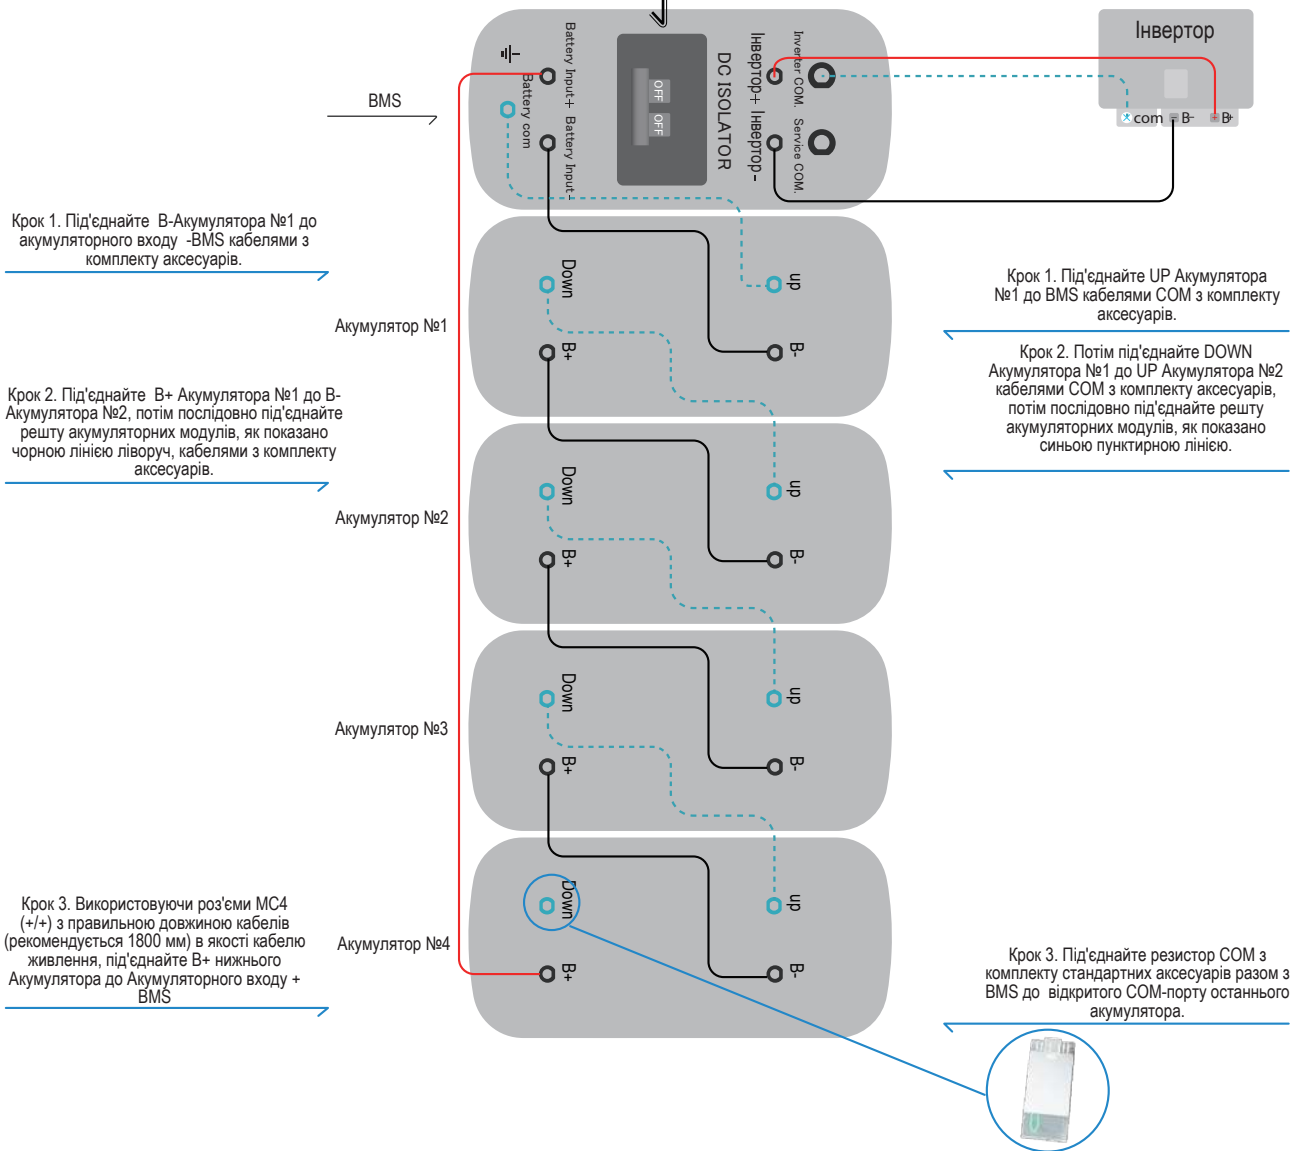 Інвертор
com
B-
B+
Battery Input+
Battery Input-
Battery com
OFF
OFF
DC ISOLATOR
Інвертор+
Інвертор-
Inverter COM.
Service COM.
BMS
Крок 1. Під'єднайте B-Акумулятора №1 до
акумуляторного входу -BMS кабелями з
комплекту аксесуарів.
Down
up
B+
B-
Акумулятор №1
Крок 1. Під'єднайте UP Акумулятора
№1 до BMS кабелями COM з комплекту
аксесуарів.
Крок 2. Потім під'єднайте DOWN
Акумулятора №1 до UP Акумулятора №2
кабелями COM з комплекту аксесуарів,
потім послідовно під'єднайте решту
акумуляторних модулів, як показано
синьою пунктирною лінією.
Крок 2. Під'єднайте B+ Акумулятора №1 до B-
Акумулятора №2, потім послідовно під'єднайте
решту акумуляторних модулів, як показано
чорною лінією ліворуч, кабелями з комплекту
аксесуарів.
Down
up
Акумулятор №2
B+
B-
Down
up
Акумулятор №3
B+
B-
Down
up
Акумулятор №4
B+
B-
Крок 3. Використовуючи роз'єми MC4
(+/+) з правильною довжиною кабелів
(рекомендується 1800 мм) в якості кабелю
живлення, під'єднайте B+ нижнього
Акумулятора до Акумуляторного входу +
BMS
Крок 3. Під'єднайте резистор COM з
комплекту стандартних аксесуарів разом з
BMS до відкритого COM-порту останнього
акумулятора.